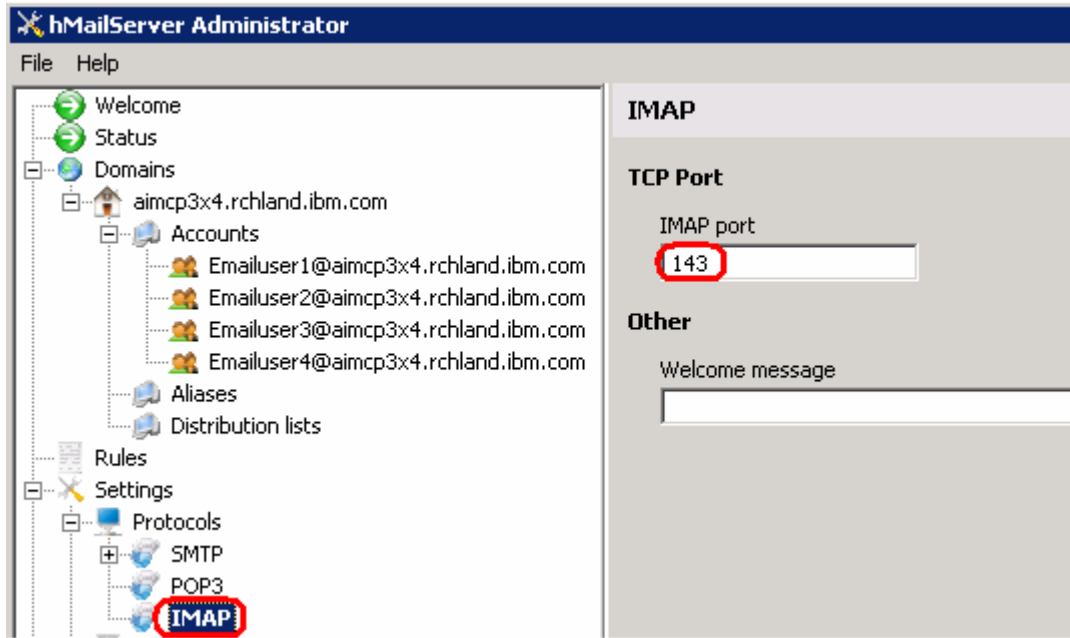 hMailServer Administrator
File Help
Welcome
Status
Domains
aimcp3x4.rchland.ibm.com
Accounts
Emailuser1@aimcp3x4.rchland.ibm.com
Emailuser2@aimcp3x4.rchland.ibm.com
Emailuser3@aimcp3x4.rchland.ibm.com
Emailuser4@aimcp3x4.rchland.ibm.com
Aliases
Distribution lists
Rules
Settings
Protocols
SMTP
POP3
IMAP
IMAP
TCP Port
IMAP port
143
Other
Welcome message